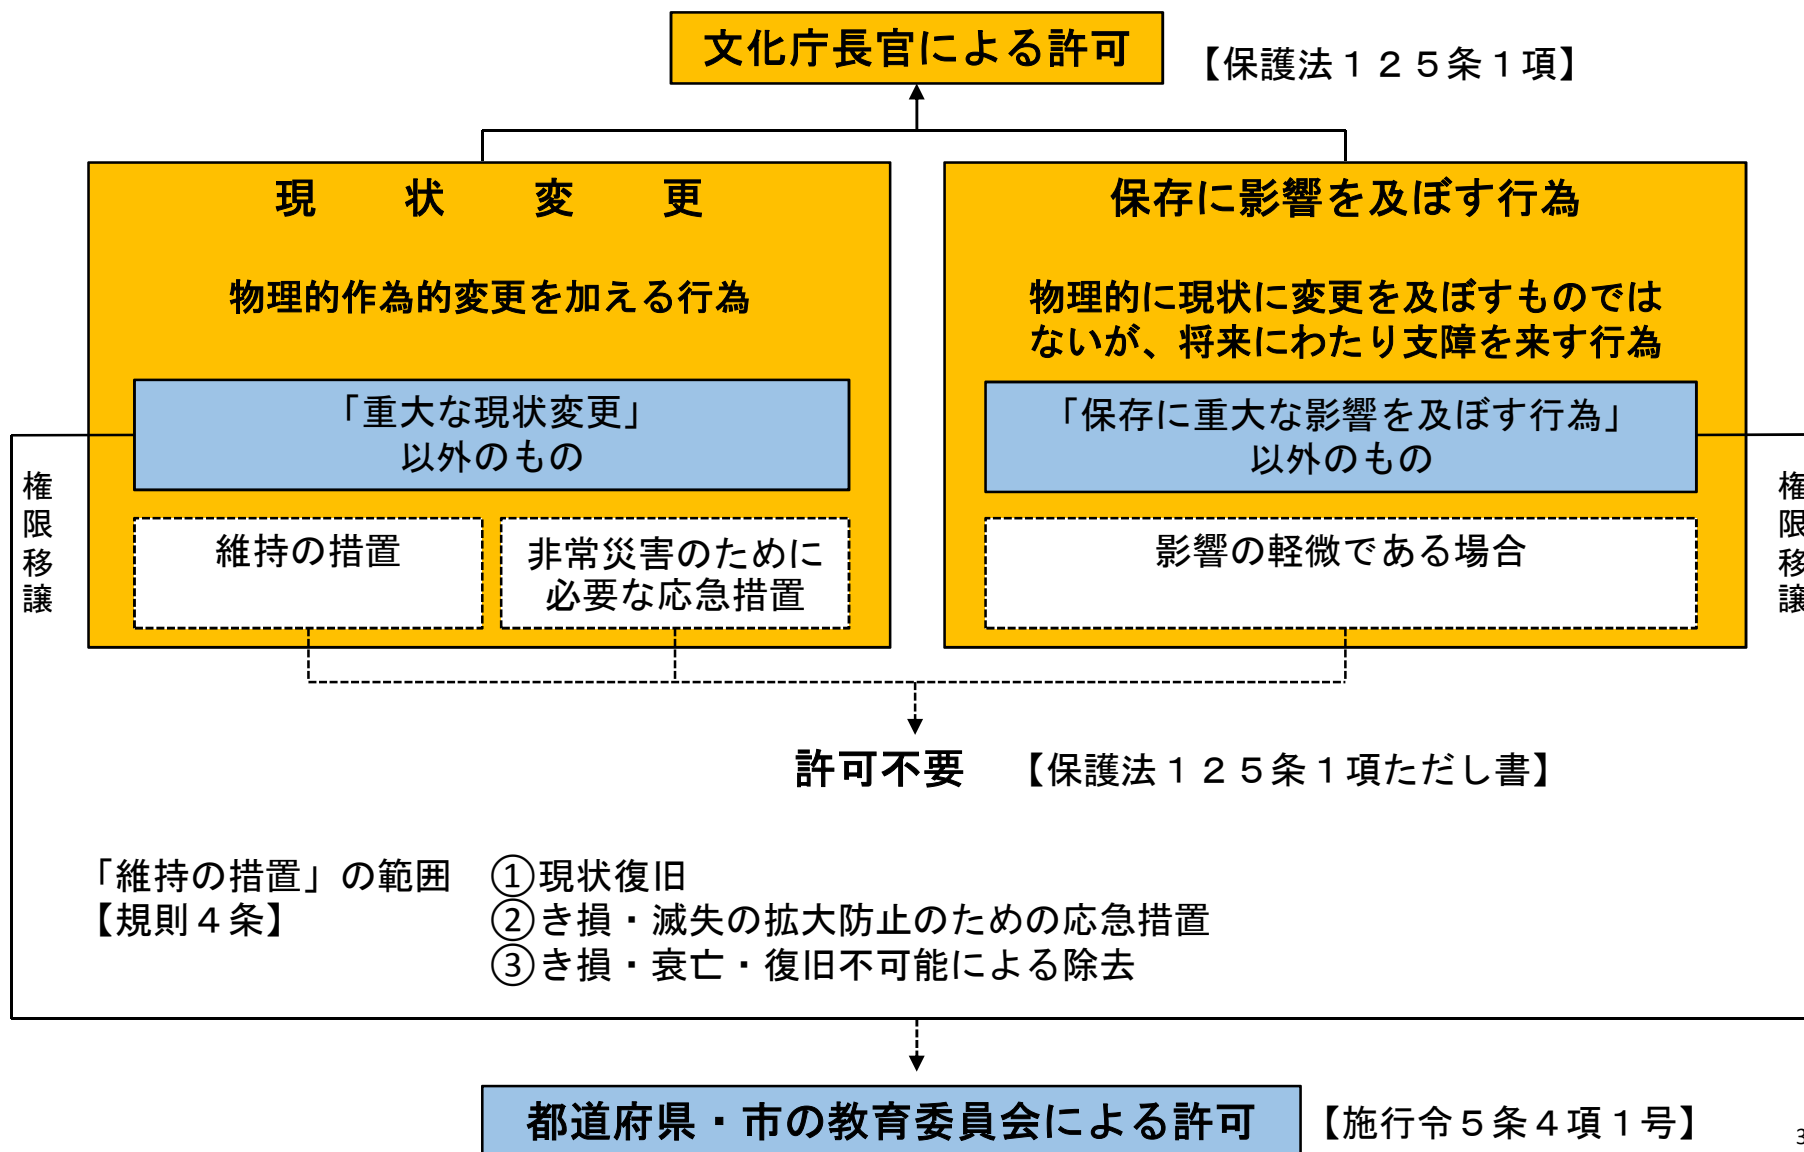 文化庁長官による許可
【保護法１２５条１項】
現状変更
物理的作為的変更を加える行為
「重大な現状変更」
以外のもの
維持の措置
非常災害のために
必要な応急措置
保存に影響を及ぼす行為
物理的に現状に変更を及ぼすものでは
ないが、将来にわたり支障を来す行為
「保存に重大な影響を及ぼす行為」
以外のもの
影響の軽微である場合
権限移譲
権限移譲
許可不要 【保護法１２５条１項ただし書】
「維持の措置」の範囲 ①現状復旧
【規則４条】 ②き損・滅失の拡大防止のための応急措置
③き損・衰亡・復旧不可能による除去
都道府県・市の教育委員会による許可
【施行令５条４項１号】
3